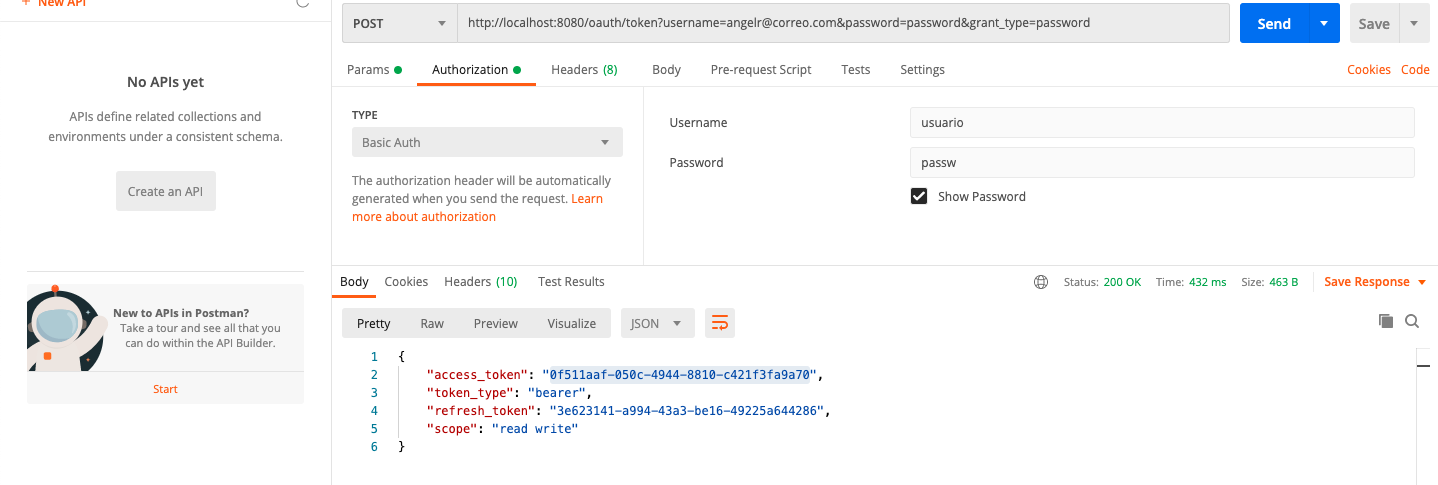 + New API
No APIs yet
APIs define related collections and
environments under a consistent schema.
Create an API
New to APIs in Postman?
Take a tour and see all that you
can do within the API Builder.
Start
POST http://localhost:8080/oauth/token?username=angelr@correo.com&password=password&grant_type=password Send Save
Params Authorization Headers (8) Body Pre-request Script Tests Settings Cookies Code
TYPE
Basic Auth
The authorization header will be automatically
generated when you send the request. Learn
more about authorization
Username usuario
Password passw
Show Password
Body Cookies Headers (10) Test Results Status: 200 OK Time: 432 ms Size: 463 B Save Response
Pretty Raw Preview Visualize JSON
1 {
2 "access_token": "0f511aaf-050c-4944-8810-c421f3fa9a70",
3 "token_type": "bearer",
4 "refresh_token": "3e623141-a994-43a3-be16-49225a644286",
5 "scope": "read write"
6 }